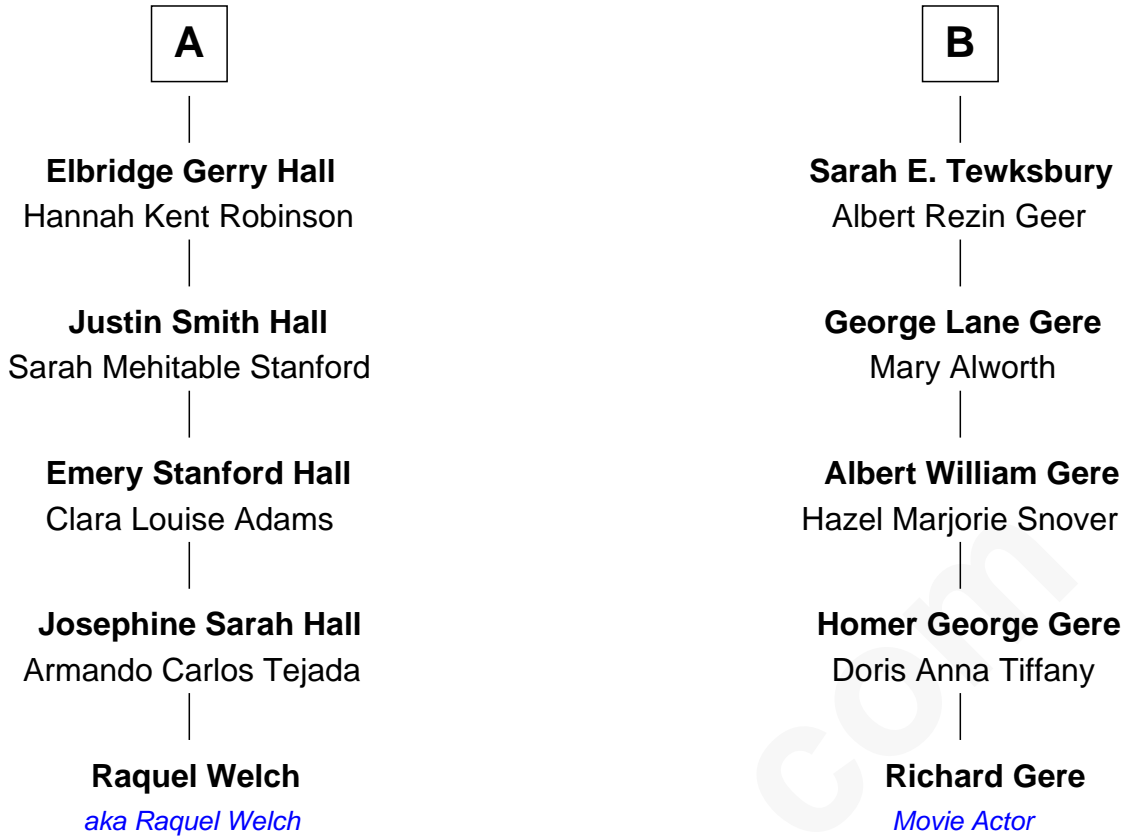 A
Elbridge Gerry Hall
Hannah Kent Robinson
Justin Smith Hall
Sarah Mehitable Stanford
Emery Stanford Hall
Clara Louise Adams
Josephine Sarah Hall
Armando Carlos Tejada
Raquel Welch
aka Raquel Welch
B
Sarah E. Tewksbury
Albert Rezin Geer
George Lane Gere
Mary Alworth
Albert William Gere
Hazel Marjorie Snover
Homer George Gere
Doris Anna Tiffany
Richard Gere
Movie Actor
com